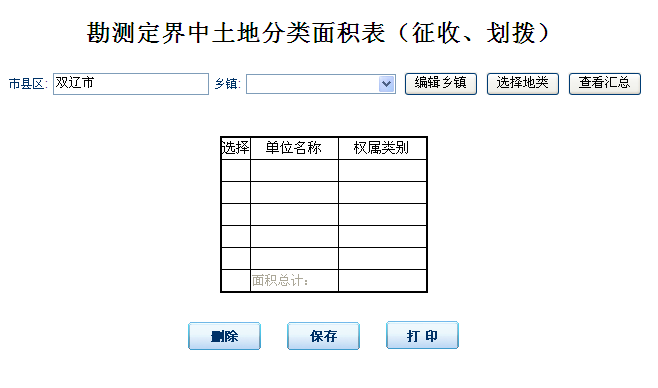 勘测定界中土地分类面积表（征收、划拨）
市县区: 双辽市 乡镇: 编辑乡镇 选择地类 查看汇总
选择 单位名称 权属类别
面积总计：
删除 保存 打 印